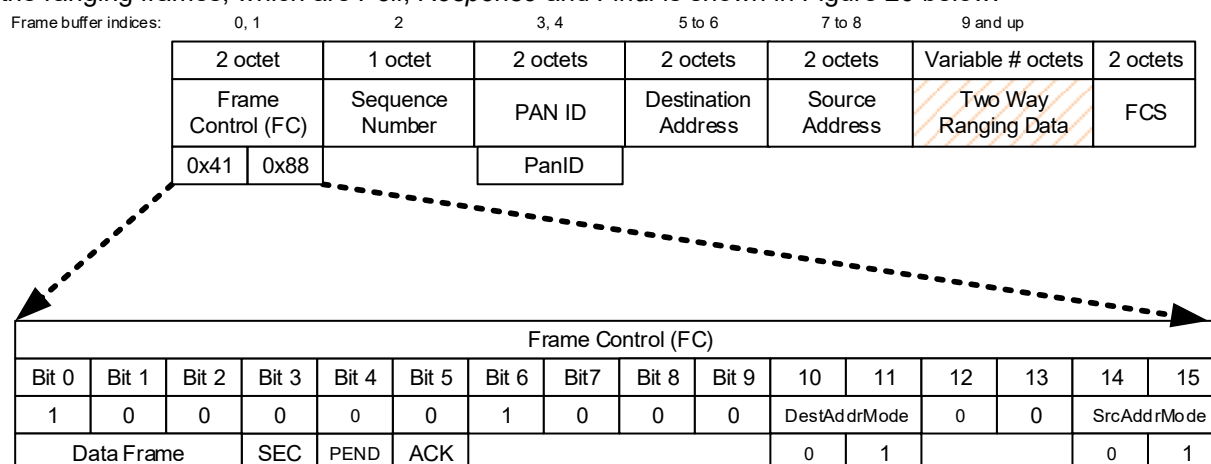 the ranging frames, which are Poll, Response and Final is shown in Figure 20 below.
Frame buffer indices: 0, 1 2 3, 4 5 to 6 7 to 8 9 and up
2 octet 1 octet 2 octets 2 octets 2 octets Variable # octets 2 octets
Frame Control (FC) Sequence Number PAN ID Destination Address Source Address Two Way Ranging Data FCS
0x41 0x88 PanID
Frame Control (FC)
Bit 0 Bit 1 Bit 2 Bit 3 Bit 4 Bit 5 Bit 6 Bit7 Bit 8 Bit 9 10 11 12 13 14 15
1 0 0 0 0 0 1 0 0 0 DestAddrMode 0 0 SrcAddrMode
Data Frame SEC PEND ACK 0 1 0 1